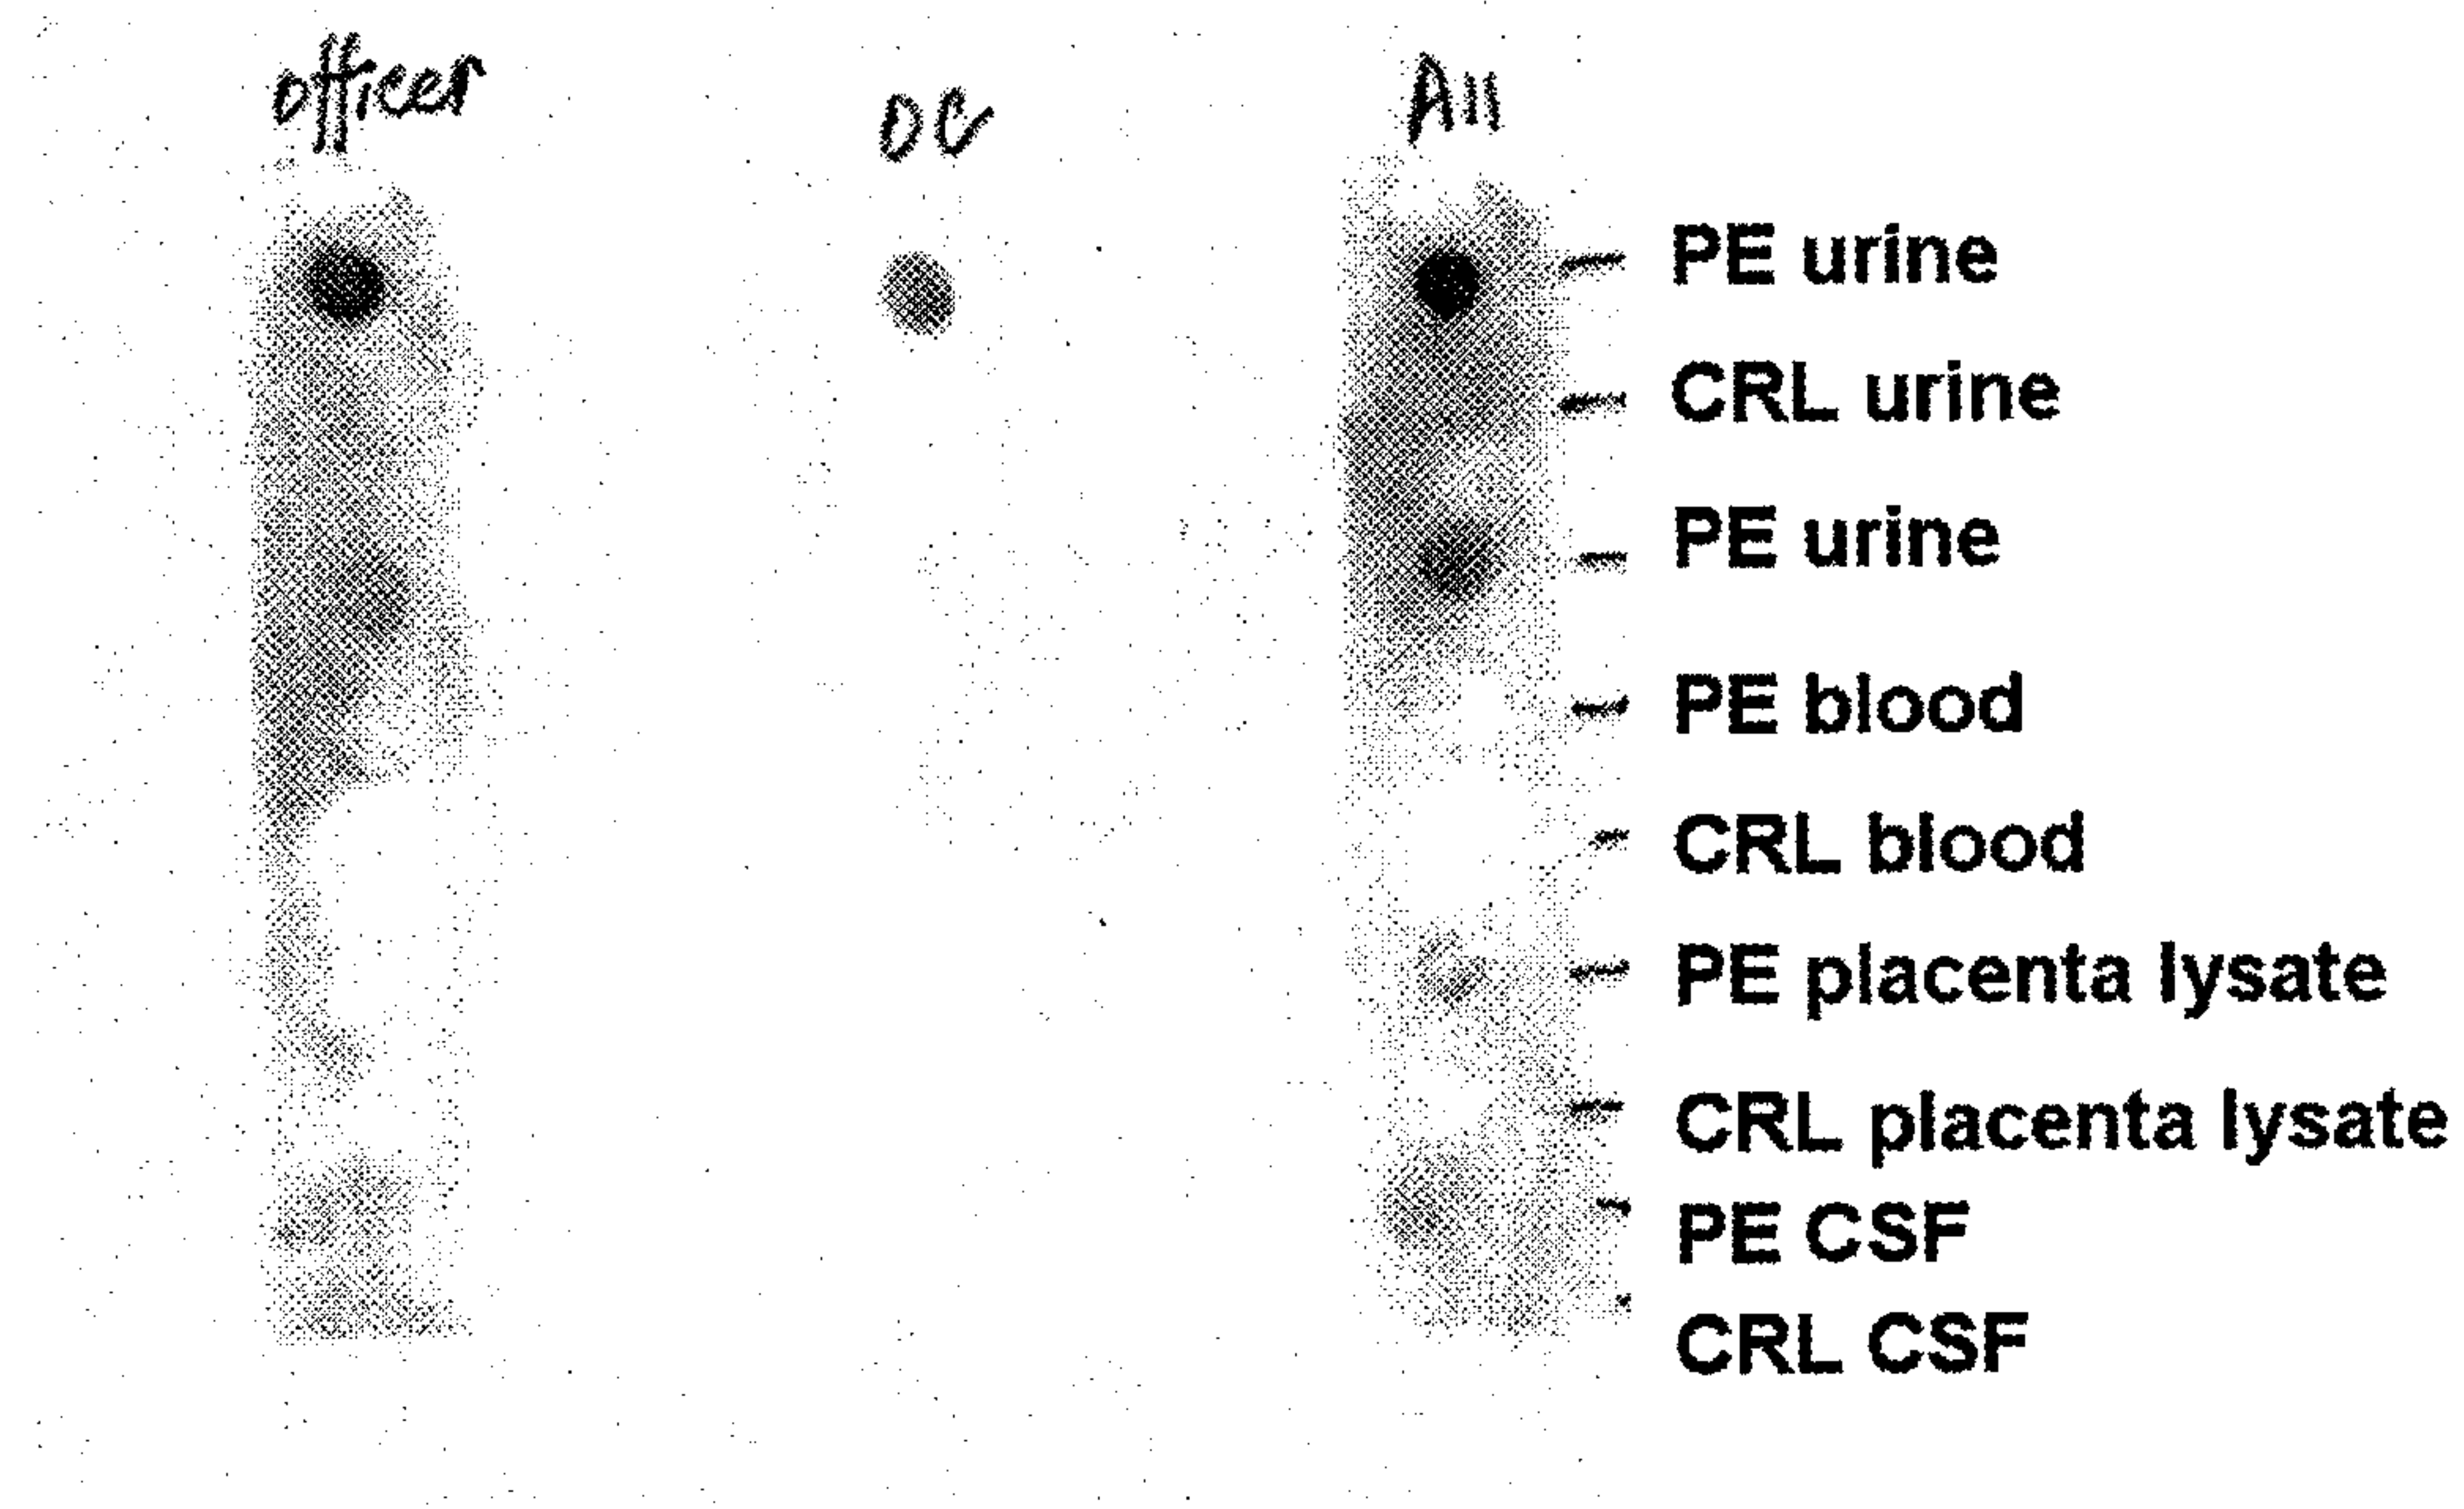 officer
OC
All
PE urine
CRL urine
PE urine
PE blood
CRL blood
PE placenta lysate
CRL placenta lysate
PE CSF
CRL CSF